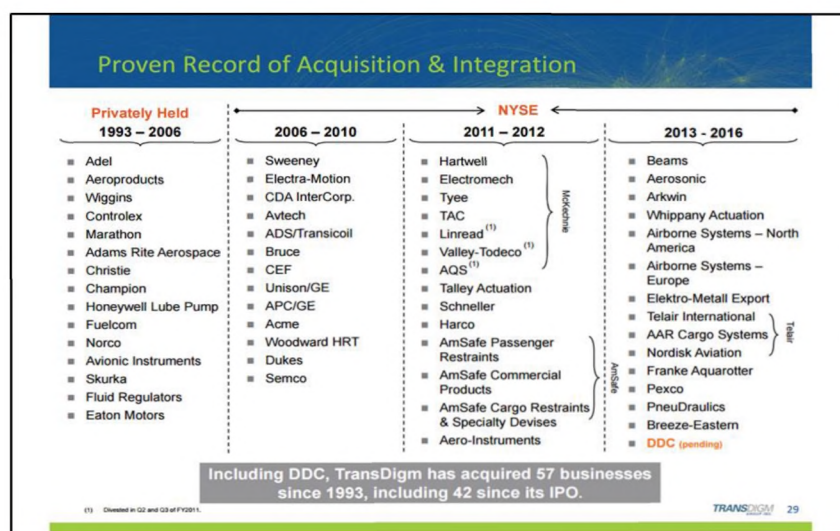 Proven Record of Acquisition & Integration
Privately Held
NYSE
1993 – 2006
2006 – 2010
2011 – 2012
2013 - 2016
Adel
Aeroproducts
Wiggins
Controlex
Marathon
Adams Rite Aerospace
Christie
Champion
Honeywell Lube Pump
Fuelcom
Norco
Avionic Instruments
Skurka
Fluid Regulators
Eaton Motors
Sweeney
Electra-Motion
CDA InterCorp.
Avtech
ADS/Transicoil
Bruce
CEF
Unison/GE
APC/GE
Acme
Woodward HRT
Dukes
Semco
Hartwell
Electromech
Tyee
TAC
Linread (1)
Valley-Todeco (1)
AQS (1)
McKechnie
Talley Actuation
Schneller
Harco
AmSafe Passenger
Restraints
AmSafe Commercial
Products
AmSafe Cargo Restraints
& Specialty Devises
AmSafe
Aero-Instruments
Beams
Aerosonic
Arkwin
Whippany Actuation
Airborne Systems – North
America
Airborne Systems –
Europe
Elektro-Metall Export
Telair International
AAR Cargo Systems
Nordisk Aviation
Telair
Franke Aquarotter
Pexco
PneuDraulics
Breeze-Eastern
DDC (pending)
Including DDC, TransDigm has acquired 57 businesses
since 1993, including 42 since its IPO.
(1) Divested in Q2 and Q3 of FY2011.
TRANSDIGM
29